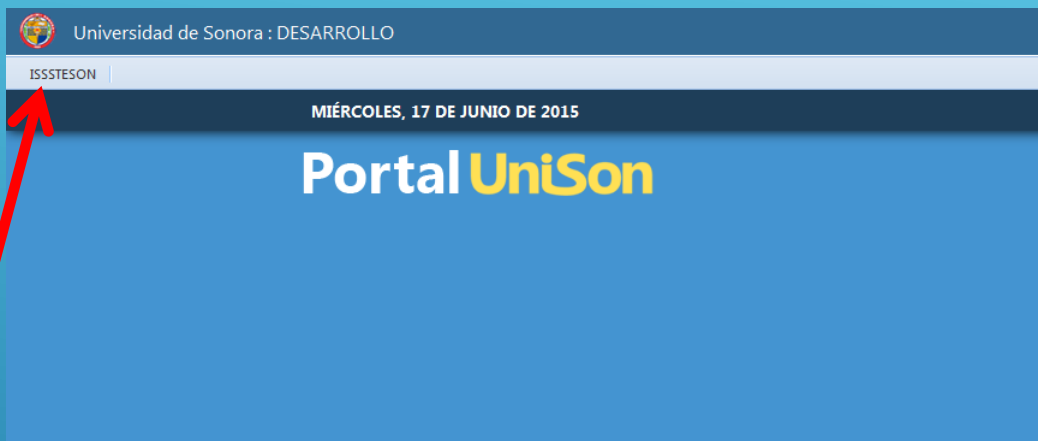 Universidad de Sonora : DESARROLLO
ISSSTESON
MIÉRCOLES, 17 DE JUNIO DE 2015
Portal UniSon